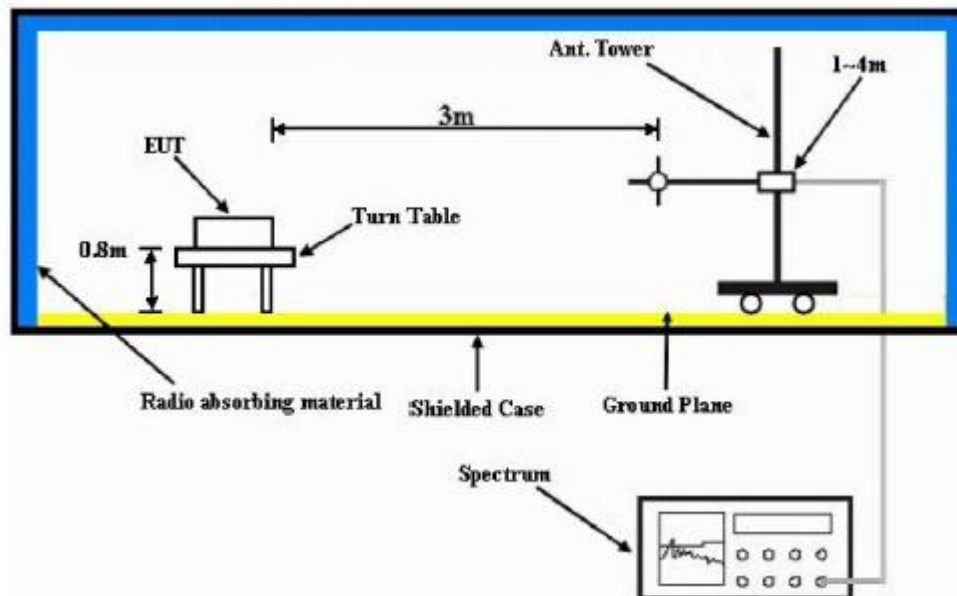 Ant. Tower
1~4m
3m
EUT
Turn Table
0.8m
Radio absorbing material
Shielded Case
Ground Plane
Spectrum